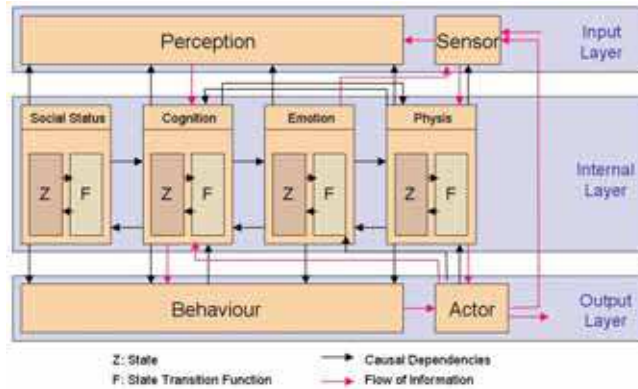 Perception
Sensor
Input
Layer
Social Status
Cognition
Emotion
Physis
Z
F
Z
F
Z
F
Z
F
Internal
Layer
Behaviour
Actor
Output
Layer
Z: State
Causal Dependencies
F: State Transition Function
Flow of Information